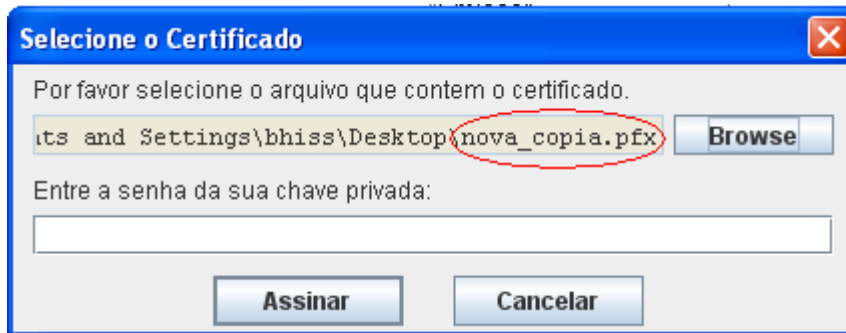 Selecione o Certificado
Por favor selecione o arquivo que contem o certificado.
ts and Settings\bhiss\Desktop\nova_copia.pfx Browse
Entre a senha da sua chave privada:
Assinar Cancelar